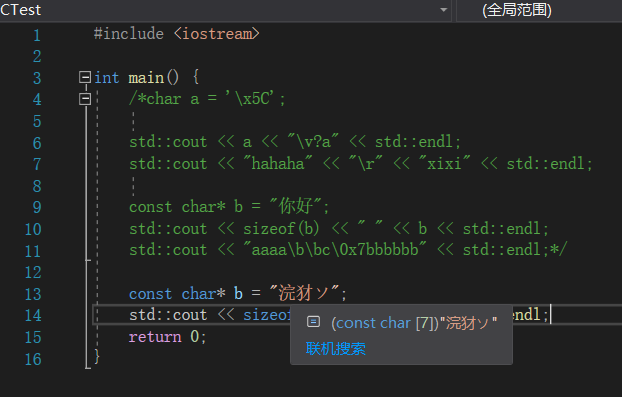 CTest (全局范围)
1 #include <iostream>
2
3 int main() {
4 /*char a = '\x5C';
5
6 std::cout << a << "\v?a" << std::endl;
7 std::cout << "hahaha" << "\r" << "xixi" << std::endl;
8
9 const char* b = "你好";
10 std::cout << sizeof(b) << " " << b << std::endl;
11 std::cout << "aaaa\b\bc\0x7bbbbbb" << std::endl;*/
12
13 const char* b = "浣犲ソ";
14 std::cout << sizeo endl;
(const char [7])"浣犲ソ"
15 return 0;
联机搜索
16 }